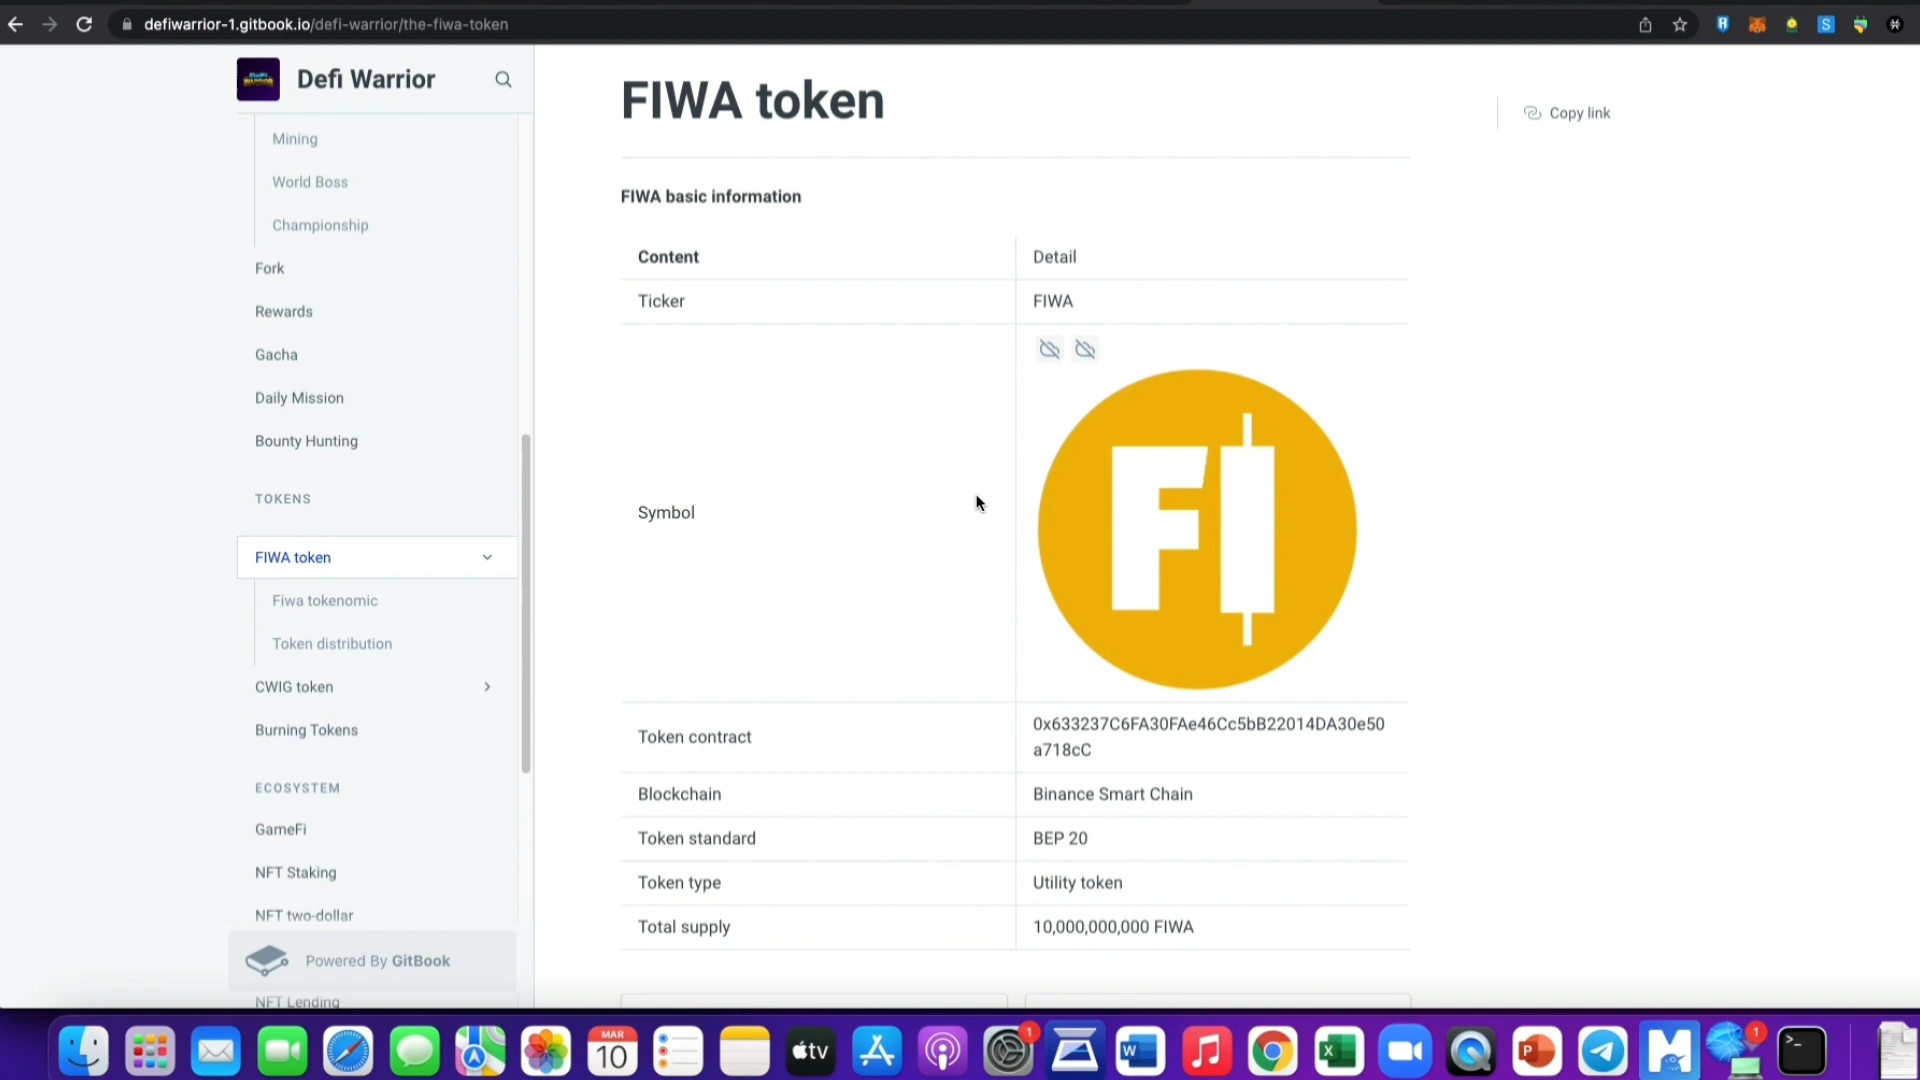 defiwarrior-1.gitbook.io/defi-warrior/the-fiwa-token
Defi Warrior
Mining
World Boss
Championship
Fork
Rewards
Gacha
Daily Mission
Bounty Hunting
TOKENS
FIWA token
Fiwa tokenomic
Token distribution
CWIG token
Burning Tokens
ECOSYSTEM
GameFi
NFT Staking
NFT two-dollar
Powered By GitBook
NFT Lending
FIWA token
Copy link
FIWA basic information
Content Detail
Ticker FIWA
Symbol
FI
Token contract
0x633237C6FA30FAe46Cc5bB22014DA30e50
a718cC
Blockchain Binance Smart Chain
Token standard BEP 20
Token type Utility token
Total supply 10,000,000,000 FIWA
MAR
10
tv
1
W
X
P
M
1
>_
S